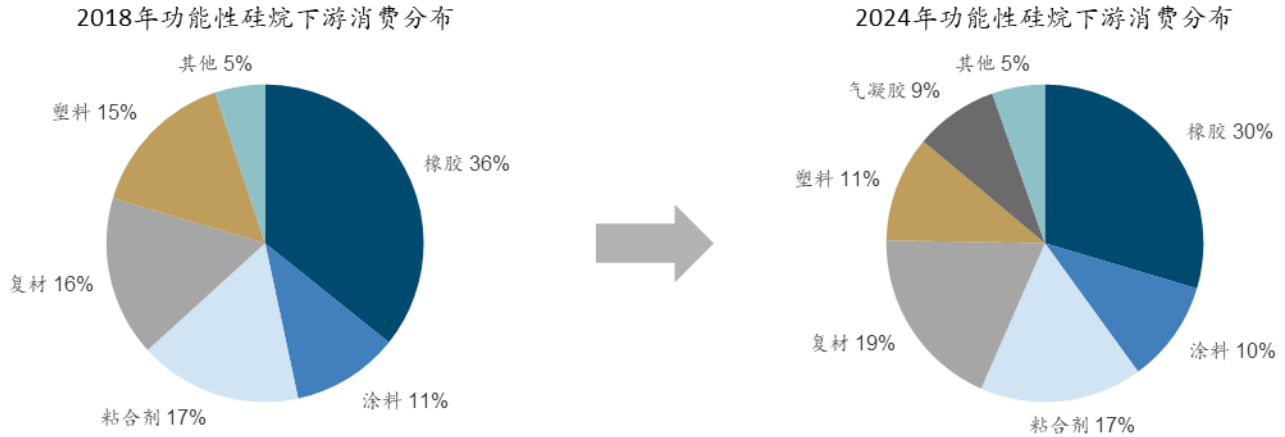 2018年功能性硅烷下游消费分布
其他 5%
塑料 15%
橡胶 36%
复材 16%
粘合剂 17%
涂料 11%
2024年功能性硅烷下游消费分布
其他 5%
气凝胶 9%
橡胶 30%
塑料 11%
复材 19%
涂料 10%
粘合剂 17%